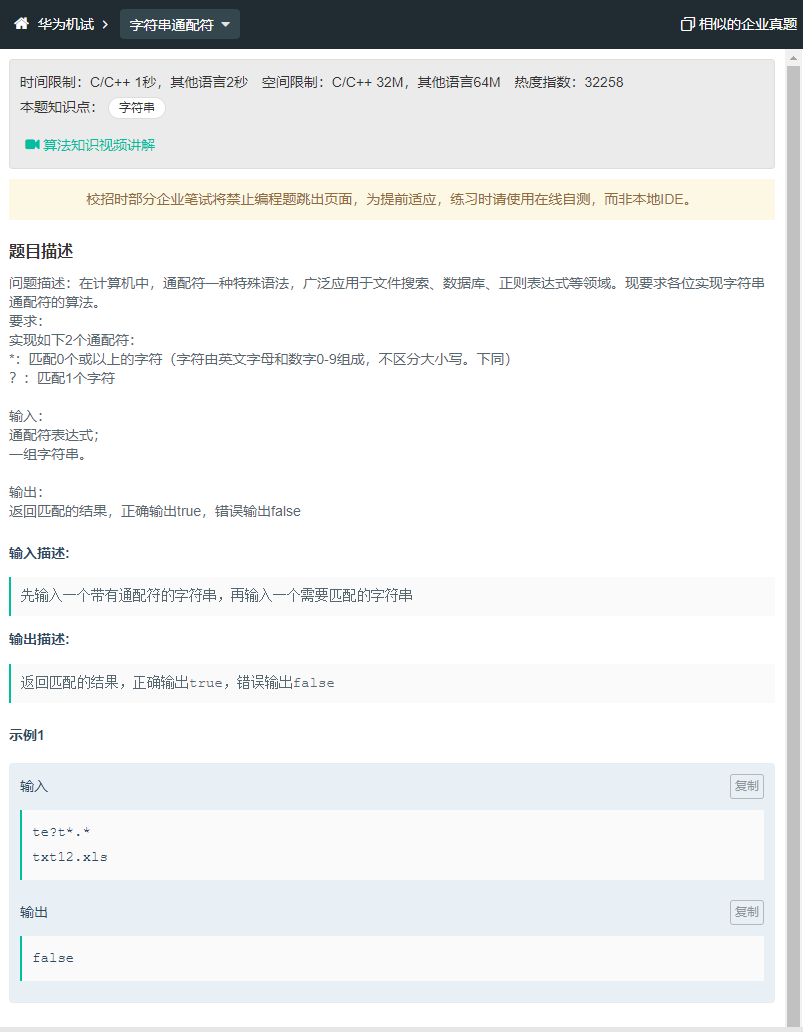 华为机试 字符串通配符 相似的企业真题
时间限制：C/C++ 1秒，其他语言2秒 空间限制：C/C++ 32M，其他语言64M 热度指数：32258
本题知识点： 字符串
算法知识视频讲解
校招时部分企业笔试将禁止编程题跳出页面，为提前适应，练习时请使用在线自测，而非本地IDE。
题目描述
问题描述：在计算机中，通配符一种特殊语法，广泛应用于文件搜索、数据库、正则表达式等领域。现要求各位实现字符串
通配符的算法。
要求：
实现如下2个通配符：
*：匹配0个或以上的字符（字符由英文字母和数字0-9组成，不区分大小写。下同）
？：匹配1个字符
输入：
通配符表达式；
一组字符串。
输出：
返回匹配的结果，正确输出true，错误输出false
输入描述:
先输入一个带有通配符的字符串，再输入一个需要匹配的字符串
输出描述:
返回匹配的结果，正确输出true，错误输出false
示例1
输入 复制
te?t*.*
txt12.xls
输出 复制
false